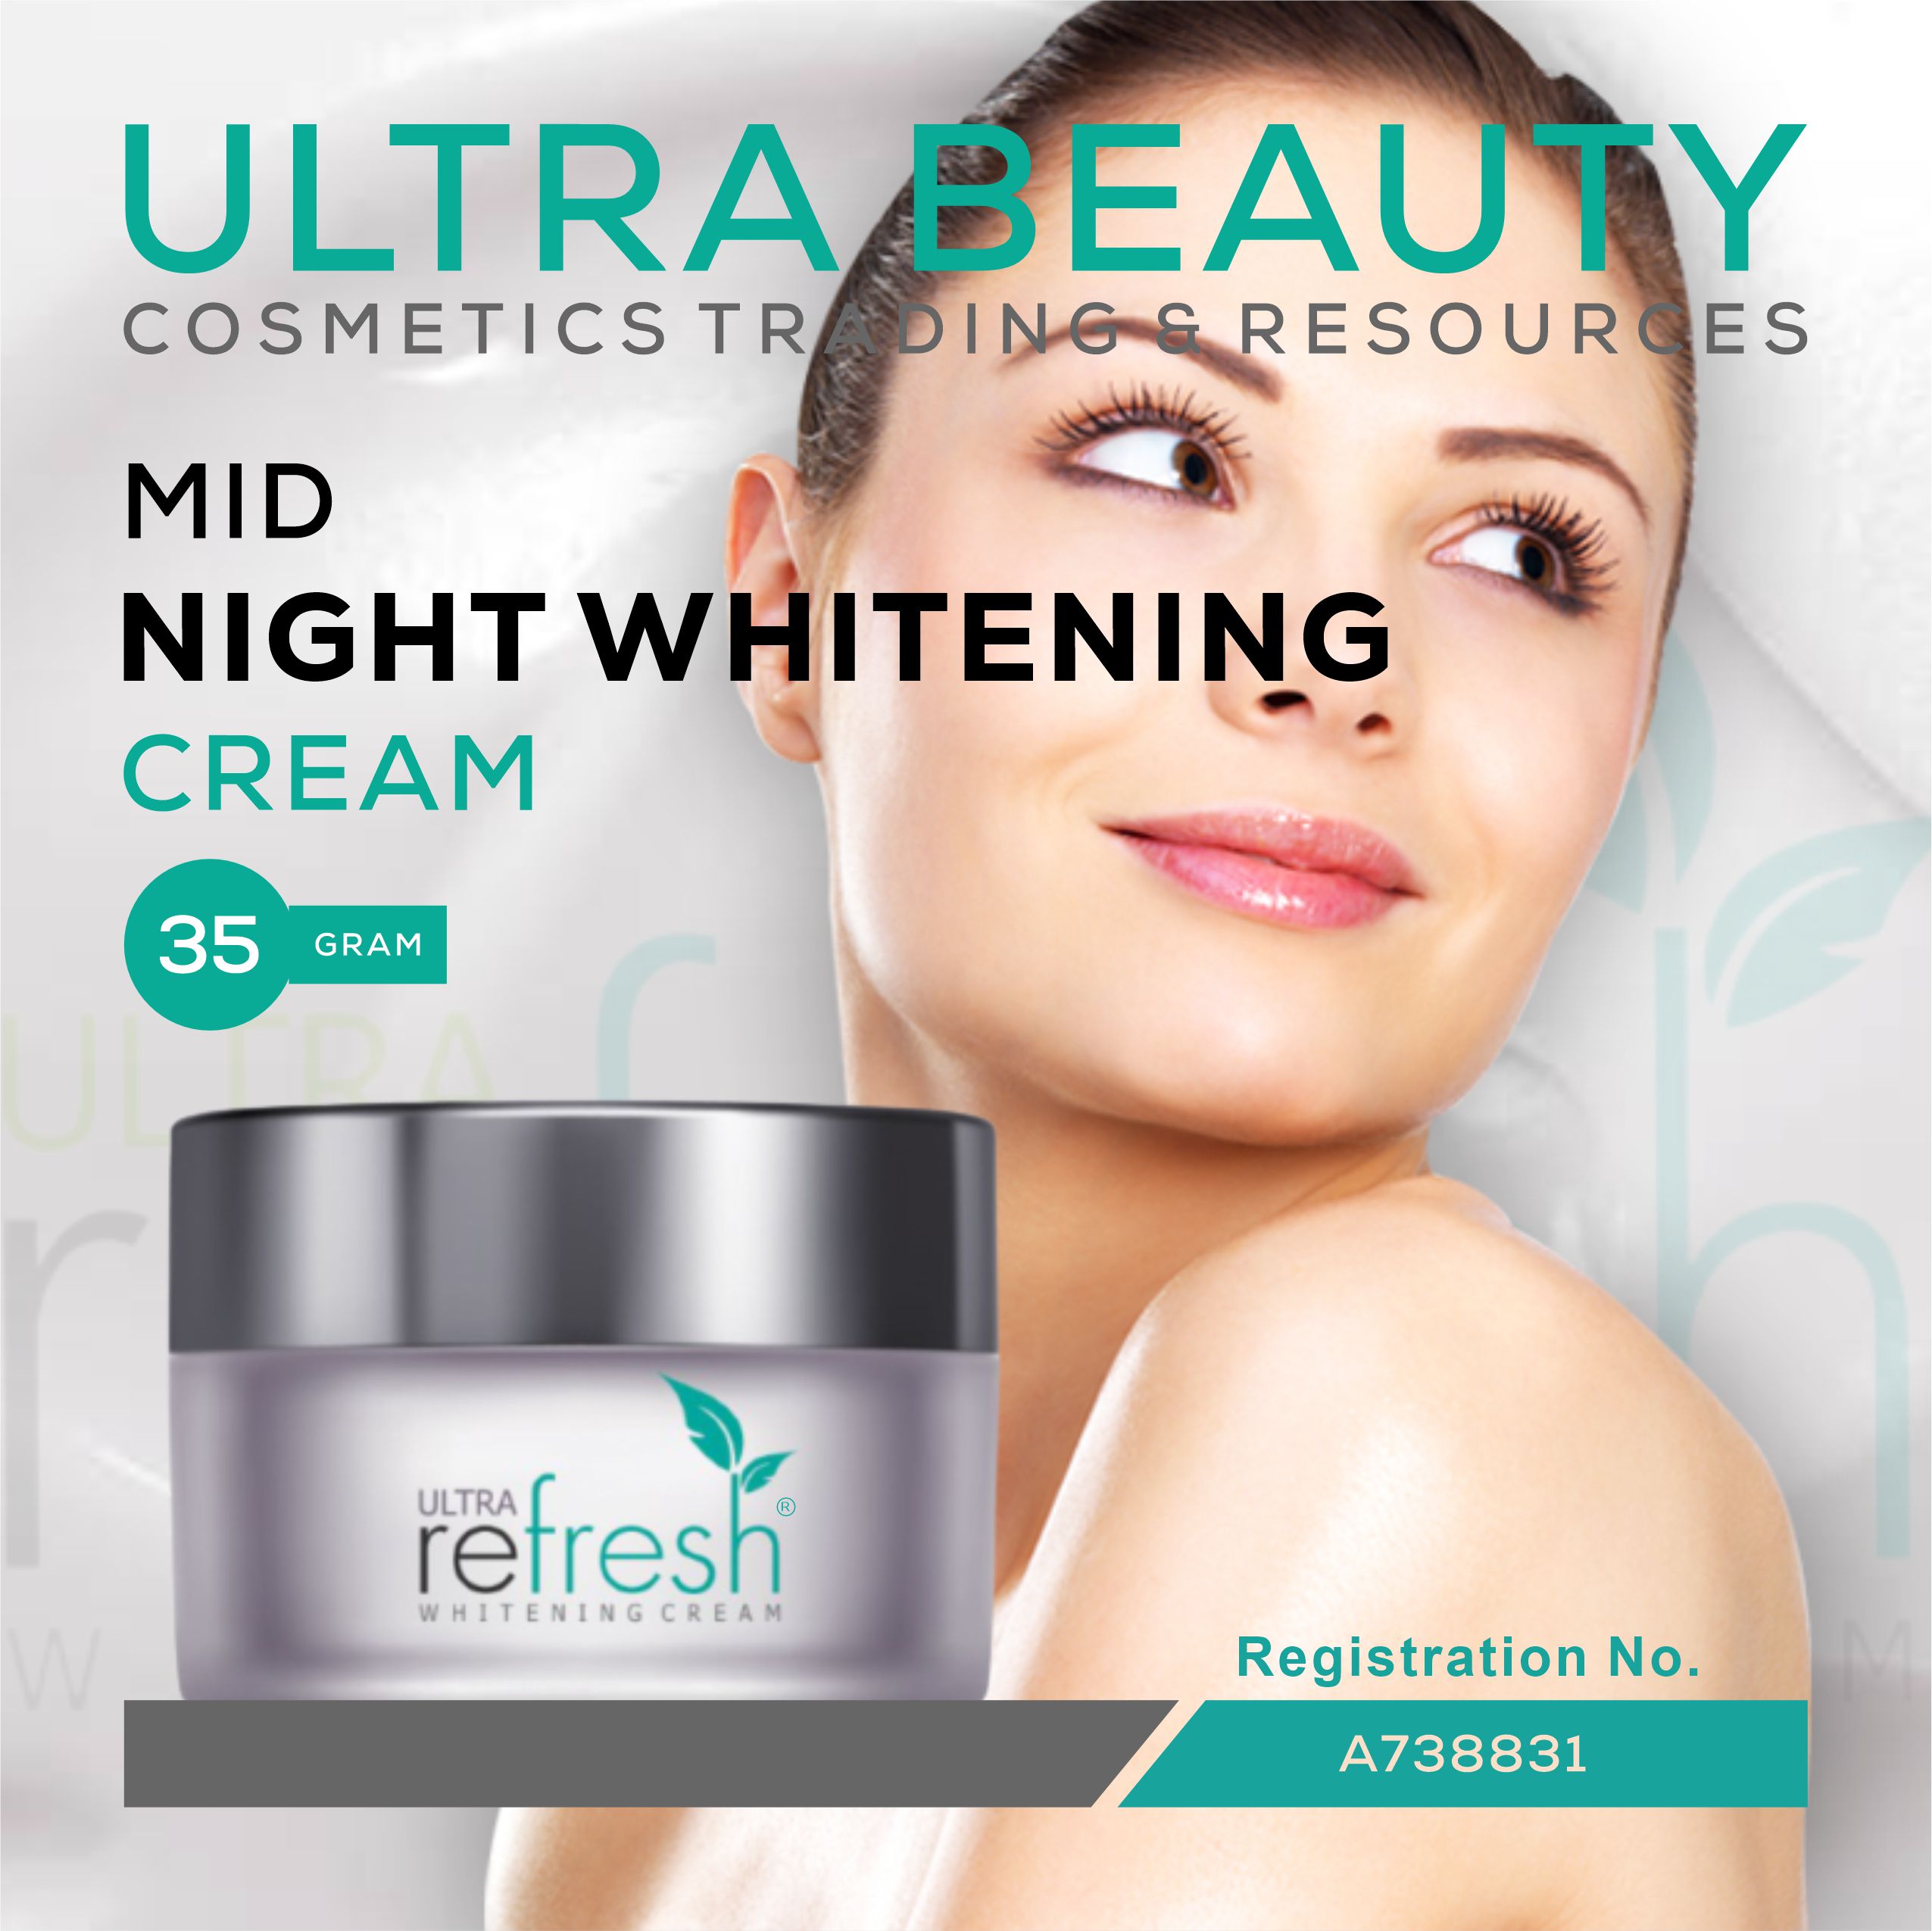 ULTRA BEAUTY
COSMETICS TRADING & RESOURCES
MID
NIGHT WHITENING
CREAM
35 GRAM
ULTRA
refresh®
WHITENING CREAM
Registration No.
A738831